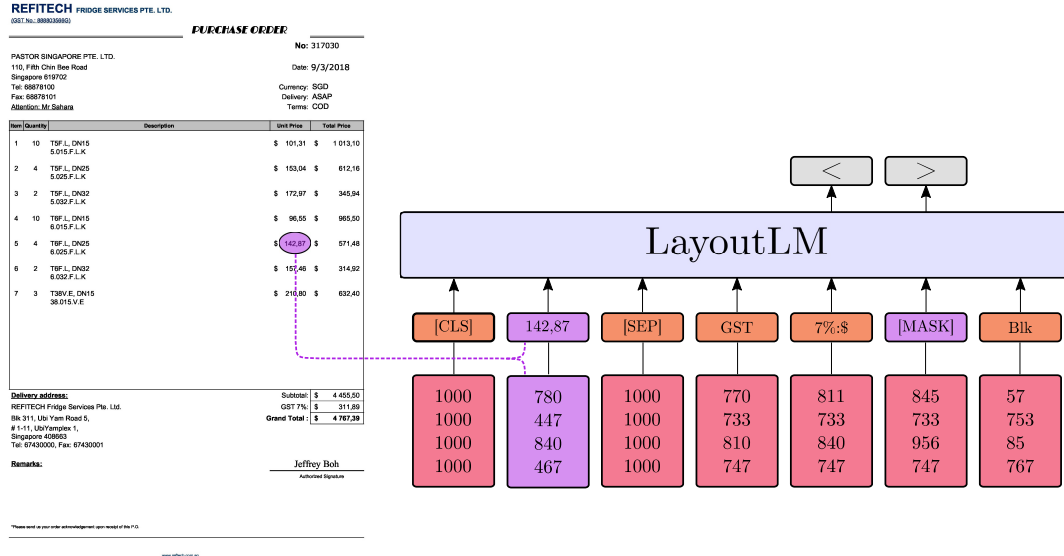 REFITECH FRIDGE SERVICES PTE. LTD.
(GST No.: 888803569G)
PURCHASE ORDER
No: 317030
PASTOR SINGAPORE PTE. LTD.
110, Fifth Chin Bee Road
Date: 9/3/2018
Singapore 619702
Tel: 68878100
Currency: SGD
Fax: 68878101
Delivery: ASAP
Attention: Mr Sahara
Terms: COD
Item Quantity Description Unit Price Total Price
1 10 T5F.L, DN15 $ 101,31 $ 1 013,10
5.015.F.L.K
2 4 T5F.L, DN25 $ 153,04 $ 612,16
5.025.F.L.K
3 2 T5F.L, DN32 $ 172,97 $ 345,94
5.032.F.L.K
4 10 T6F.L, DN15 $ 96,55 $ 965,50
6.015.F.L.K
5 4 T6F.L, DN25 $ 142,87 $ 571,48
6.025.F.L.K
6 2 T6F.L, DN32 $ 157,46 $ 314,92
6.032.F.L.K
7 3 T38V.E, DN15 $ 210,80 $ 632,40
38.015.V.E
Delivery address:
Subtotal: $ 4 455,50
REFITECH Fridge Services Pte. Ltd.
GST 7%: $ 311,89
Blk 311, Ubi Yam Road 5,
Grand Total : $ 4 767,39
# 1-11, UbiYamplex 1,
Singapore 408663
Tel: 67430000, Fax: 67430001
Remarks:
Jeffrey Boh
Authorized Signature
*Please send us your order acknowledgement upon receipt of this P.O.
< >
LayoutLM
[CLS] 142,87 [SEP] GST 7%:$ [MASK] Blk
1000 780 1000 770 811 845 57
1000 447 1000 733 733 733 753
1000 840 1000 810 840 956 85
1000 467 1000 747 747 747 767